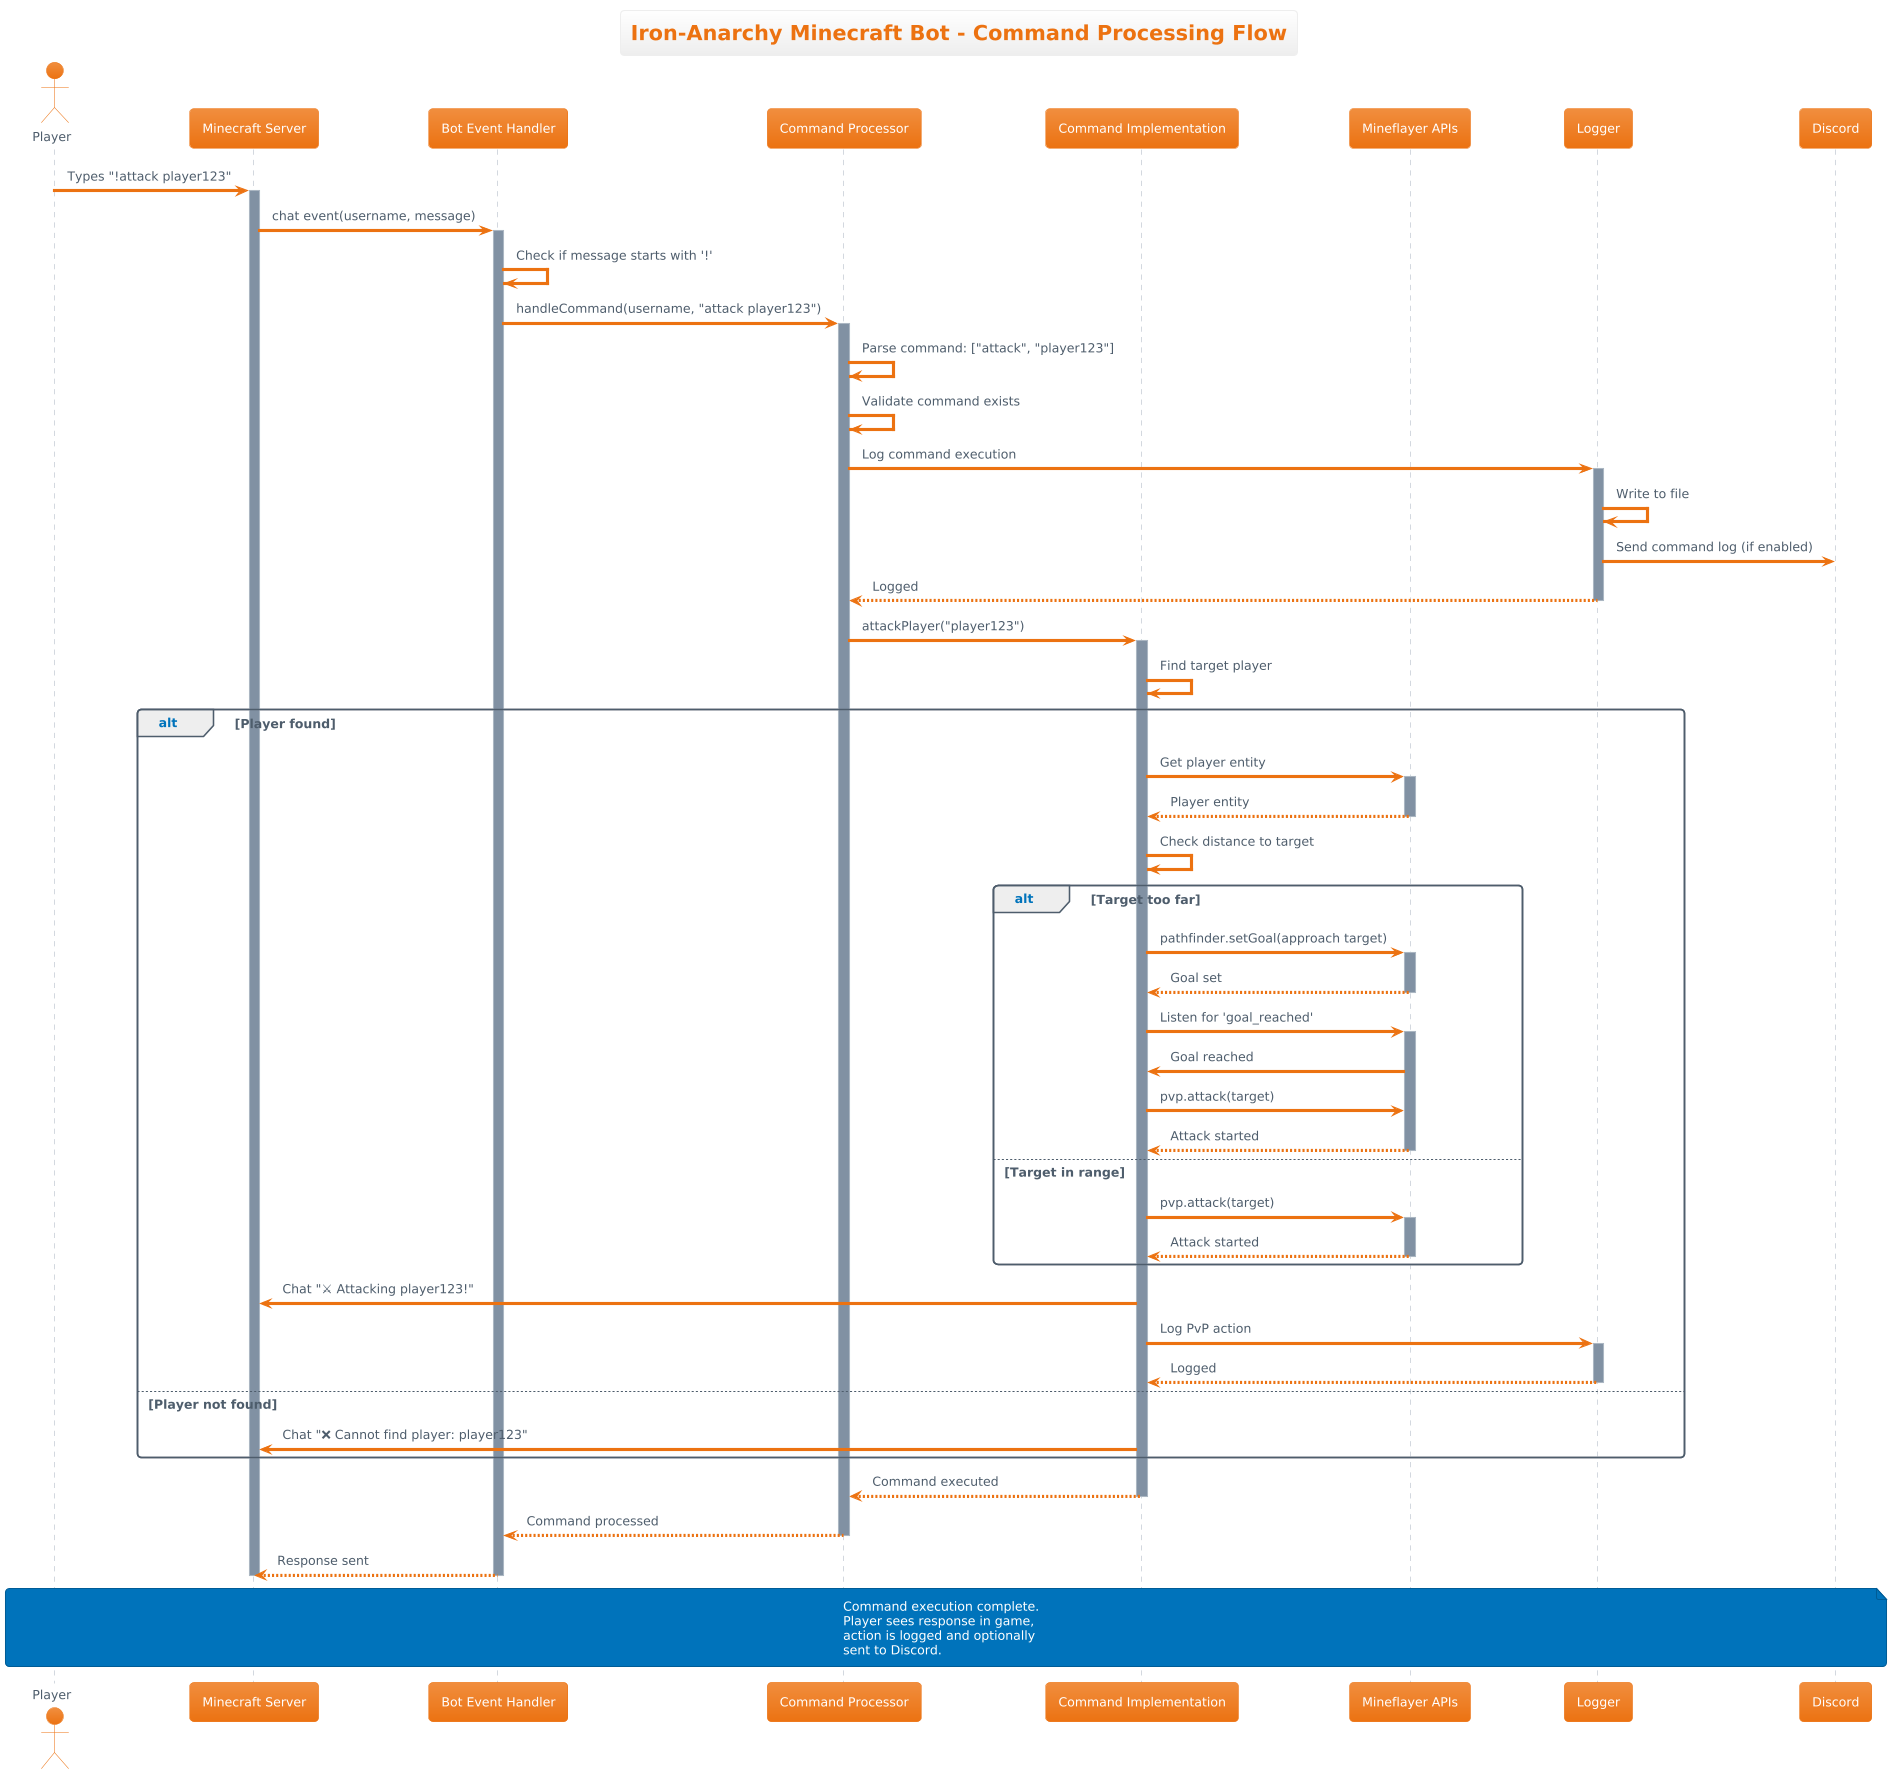 Iron-Anarchy Minecraft Bot - Command Processing Flow
Player
Minecraft Server
Bot Event Handler
Command Processor
Command Implementation
Mineflayer APIs
Logger
Discord
Types "!attack player123"
chat event(username, message)
Check if message starts with '!'
handleCommand(username, "attack player123")
Parse command: ["attack", "player123"]
Validate command exists
Log command execution
Write to file
Send command log (if enabled)
Logged
attackPlayer("player123")
Find target player
alt
[Player found]
Get player entity
Player entity
Check distance to target
alt
[Target too far]
pathfinder.setGoal(approach target)
Goal set
Listen for 'goal_reached'
Goal reached
pvp.attack(target)
Attack started
[Target in range]
pvp.attack(target)
Attack started
Chat "⚔ Attacking player123!"
Log PvP action
Logged
[Player not found]
Chat "❌ Cannot find player: player123"
Command executed
Command processed
Response sent
Command execution complete.
Player sees response in game,
action is logged and optionally
sent to Discord.
Player
Minecraft Server
Bot Event Handler
Command Processor
Command Implementation
Mineflayer APIs
Logger
Discord